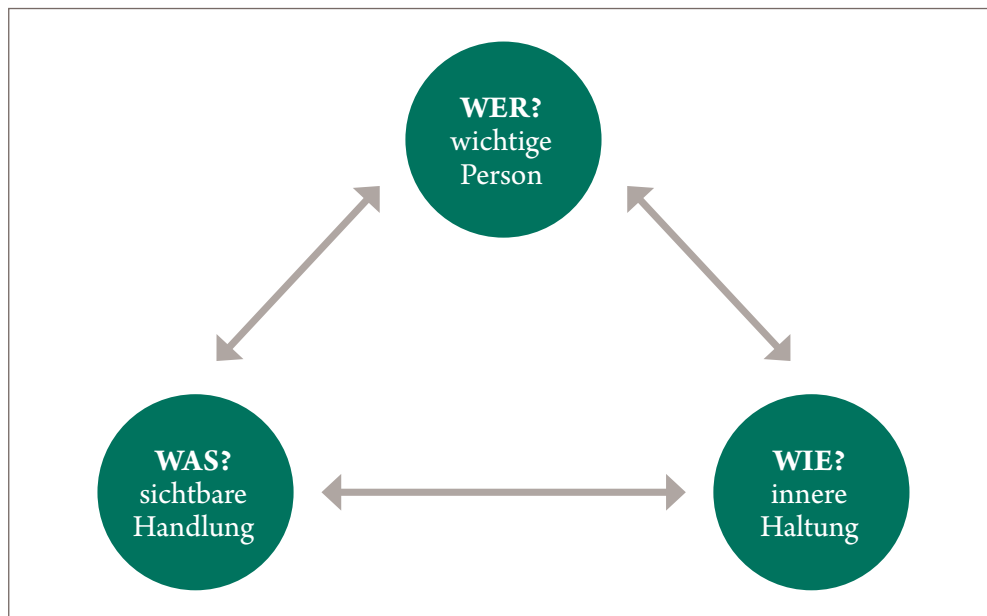 WER?
wichtige
Person
WAS?
sichtbare
Handlung
WIE?
innere
Haltung